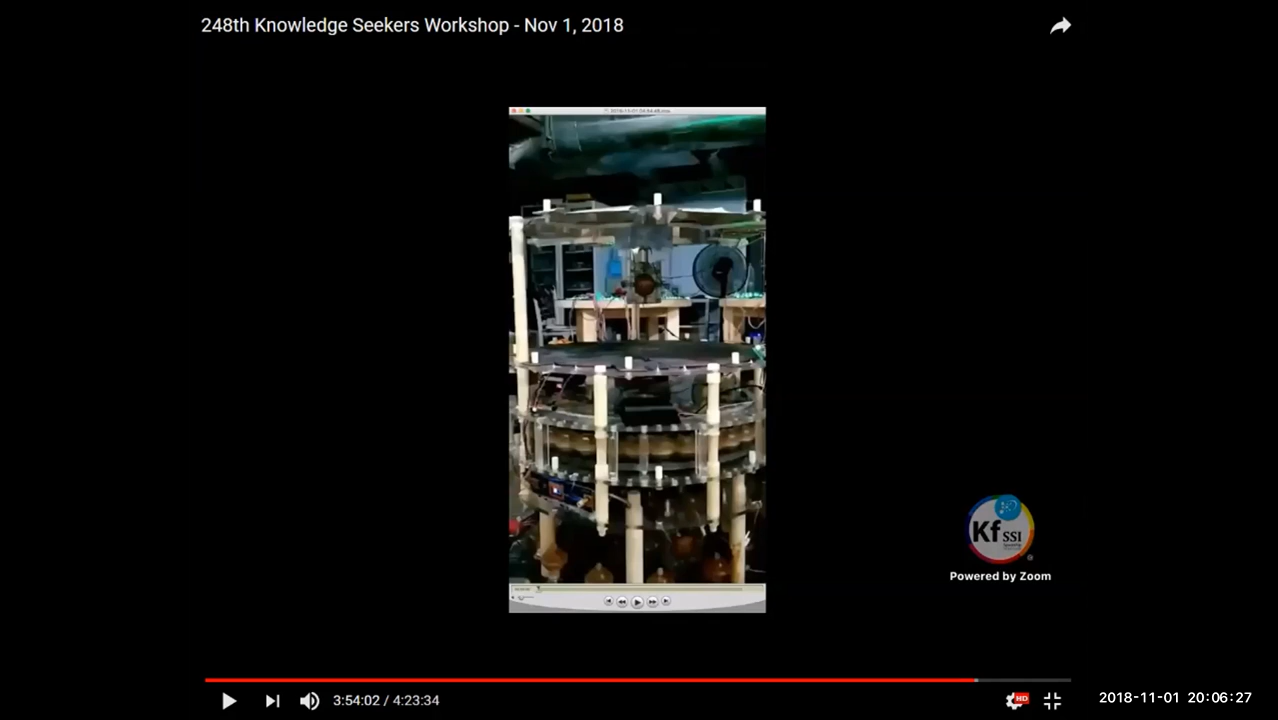 248th Knowledge Seekers Workshop - Nov 1, 2018
Kf SSI
Powered by Zoom
3:54:02 / 4:23:34
HD
2018-11-01 20:06:27